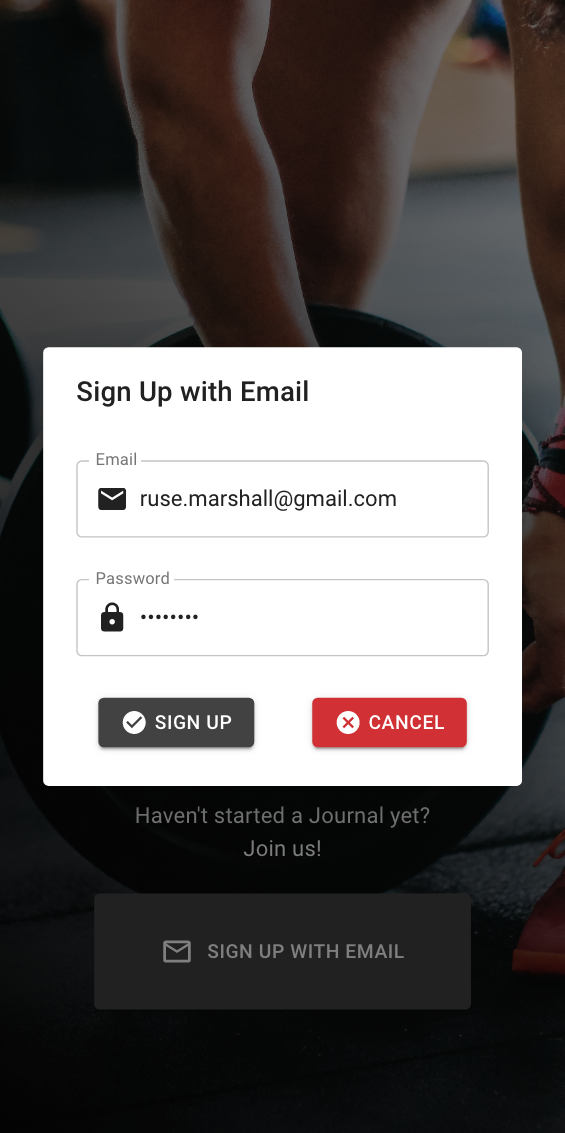 Sign Up with Email
Email
ruse.marshall@gmail.com
Password
••••••••
SIGN UP
CANCEL
Haven't started a Journal yet?
Join us!
SIGN UP WITH EMAIL